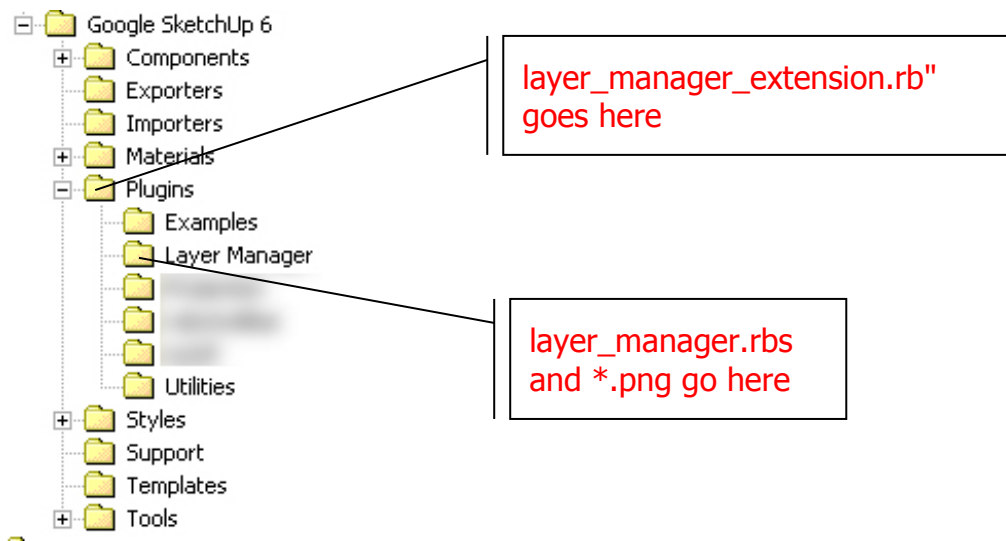 Google SketchUp 6
Components
Exporters
Importers
Materials
Plugins
Examples
Layer Manager
Utilities
Styles
Support
Templates
Tools
layer_manager_extension.rb"
goes here
layer_manager.rbs
and *.png go here